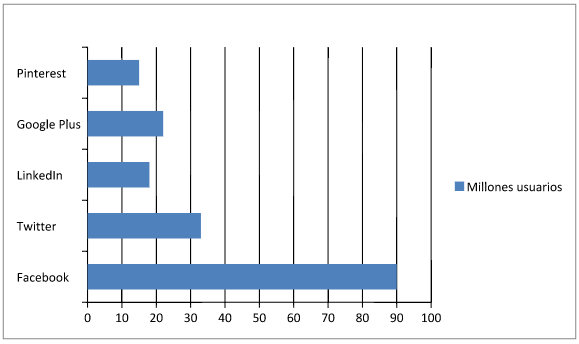 Pinterest
Google Plus
LinkedIn
Twitter
Facebook
Millones usuarios
0 10 20 30 40 50 60 70 80 90 100